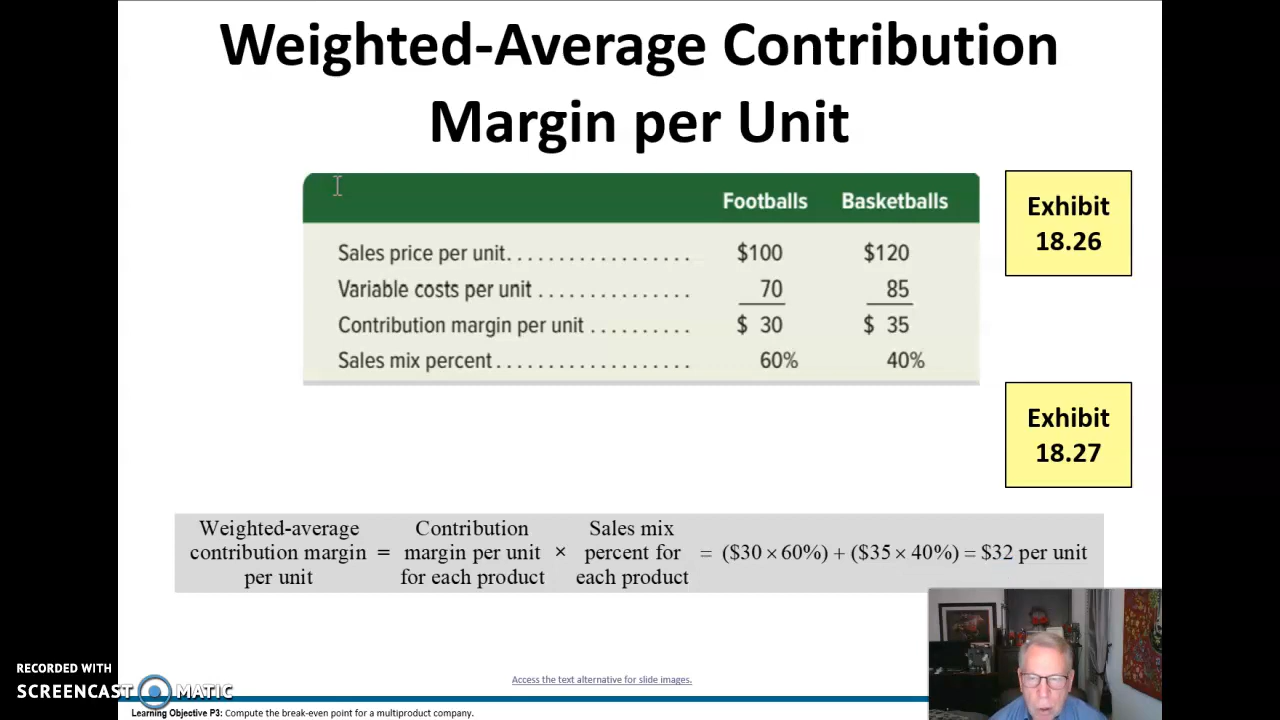 Weighted-Average Contribution
Margin per Unit
Footballs Basketballs
Sales price per unit.................. $100 $120
Variable costs per unit ............... 70 85
Contribution margin per unit .......... $ 30 $ 35
Sales mix percent................... 60% 40%
Exhibit
18.26
Exhibit
18.27
Weighted-average
contribution margin
per unit
=
Contribution
margin per unit
for each product
×
Sales mix
percent for
each product
= ($30 × 60%) + ($35 × 40%) = $32 per unit
RECORDED WITH
SCREENCAST MATIC
Access the text alternative for slide images.
Learning Objective P3: Compute the break-even point for a multiproduct company.